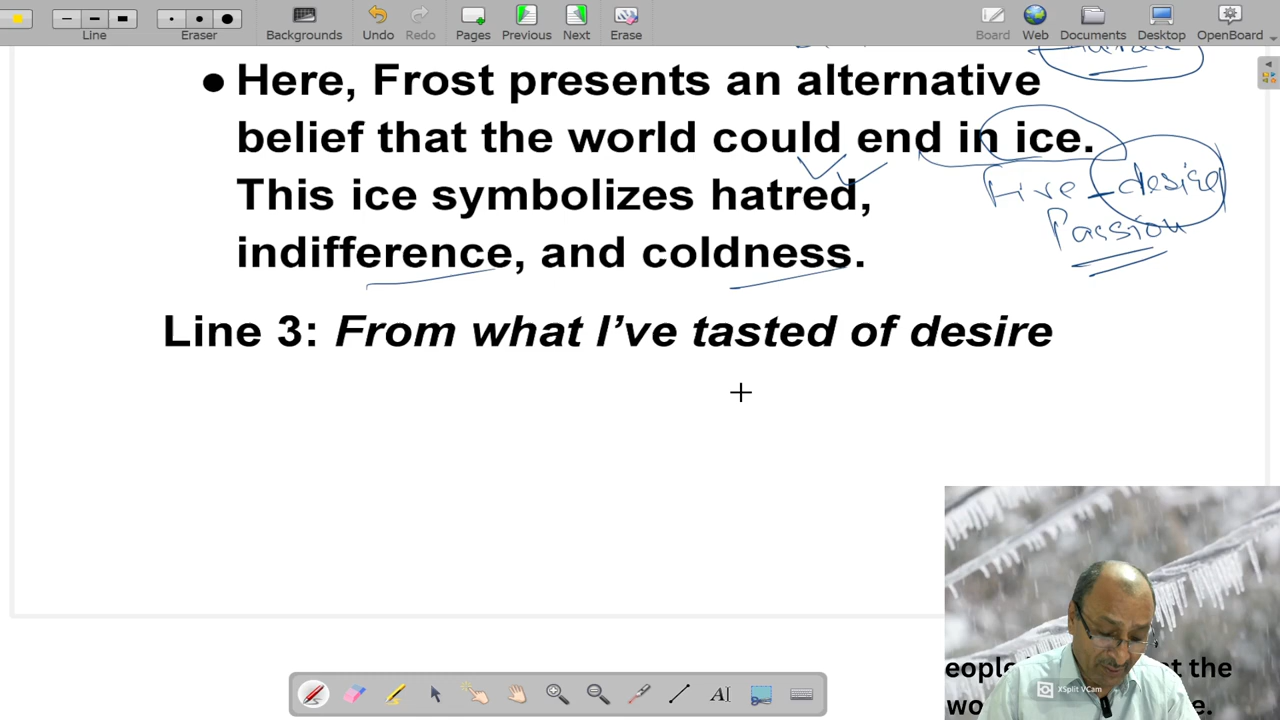 Line
Eraser
Backgrounds
Undo
Redo
Pages
Previous
Next
Erase
Board
Web
Documents
Desktop
OpenBoard
● Here, Frost presents an alternative
belief that the world could end in ice.
This ice symbolizes hatred,
indifference, and coldness.
Fire – desire
Passion
Line 3: From what I've tasted of desire
the
XSplit VCam